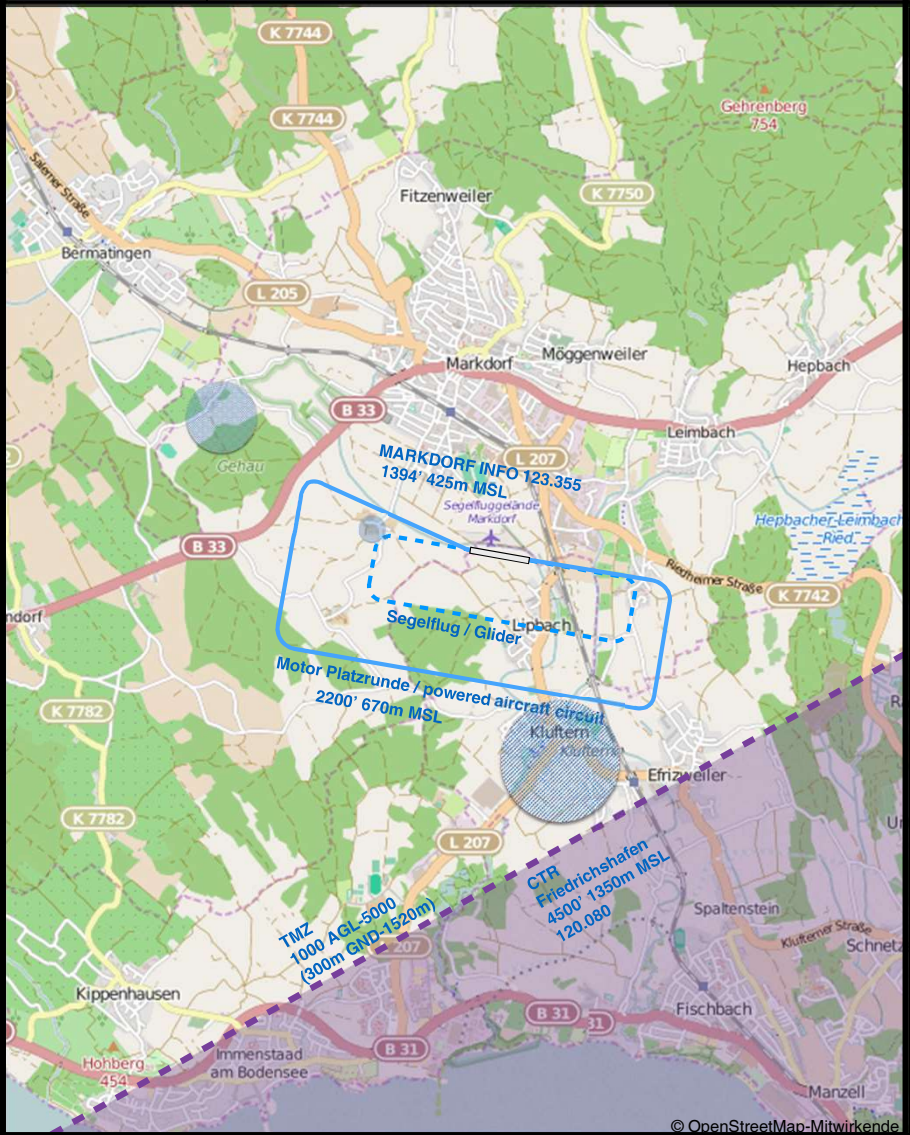 K 7744
Gehrenberg
754
K 7744
Salemer Straße
Fitzenweiler
K 7750
Bermatingen
L 205
Markdorf
Möggenweiler
Hepbach
B 33
Leimbach
L 207
MARKDORF INFO 123.355
1394' 425m MSL
Gehau
Segelfluggelände
Markdorf
Hepbacher-Leimbach
Ried
B 33
Riedheimer Straße
K 7742
ndorf
Segelflug / Glider
Lipbach
Motor Platzrunde / powered aircraft circuit
2200' 670m MSL
K 7782
Kluftern
Kluftern
Efrizweiler
K 7782
L 207
CTR
Friedrichshafen
4500' 1350m MSL
120.080
TMZ
1000 AGL-5000
(300m GND-1520m)
207
Spaltenstein
Klufterner Straße
Schnetz
Kippenhausen
Fischbach
B 31
31
B 31
Hohberg
454
Immenstaad
am Bodensee
Manzell
© OpenStreetMap-Mitwirkende